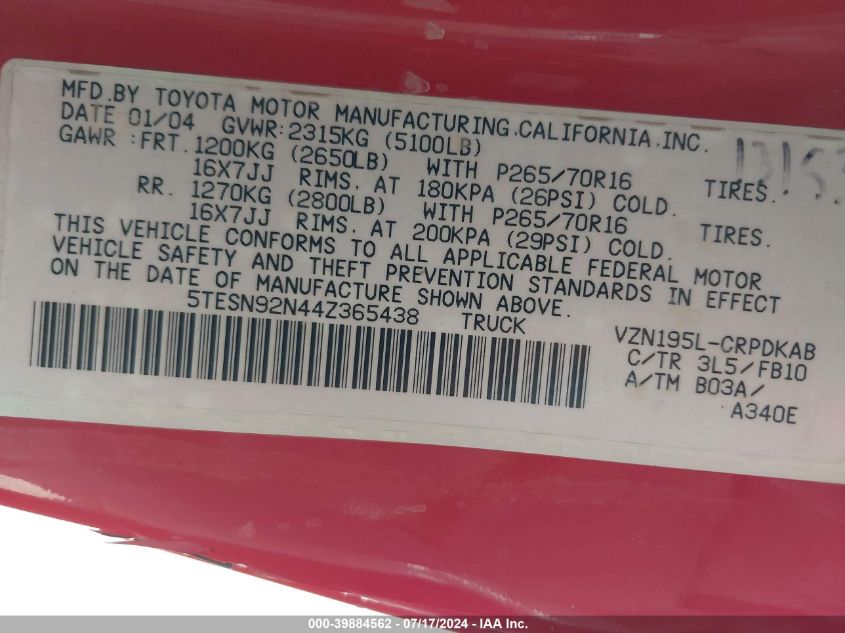 MFD.BY TOYOTA MOTOR MANUFACTURING.CALIFORNIA.INC.
DATE 01/04 GVWR:2315KG (5100LB)
GAWR :FRT.1200KG (2650LB) WITH P265/70R16 TIRES.
16X7JJ RIMS. AT 180KPA (26PSI) COLD.
RR. 1270KG (2800LB) WITH P265/70R16 TIRES.
16X7JJ RIMS. AT 200KPA (29PSI) COLD.
THIS VEHICLE CONFORMS TO ALL APPLICABLE FEDERAL MOTOR
VEHICLE SAFETY AND THEFT PREVENTION STANDARDS IN EFFECT
ON THE DATE OF MANUFACTURE SHOWN ABOVE.
5TESN92N44Z365438 TRUCK
VZN195L-CRPDKAB
C/TR 3L5/FB10
A/TM B03A/
A340E
000-39884562 - 07/17/2024 - IAA Inc.